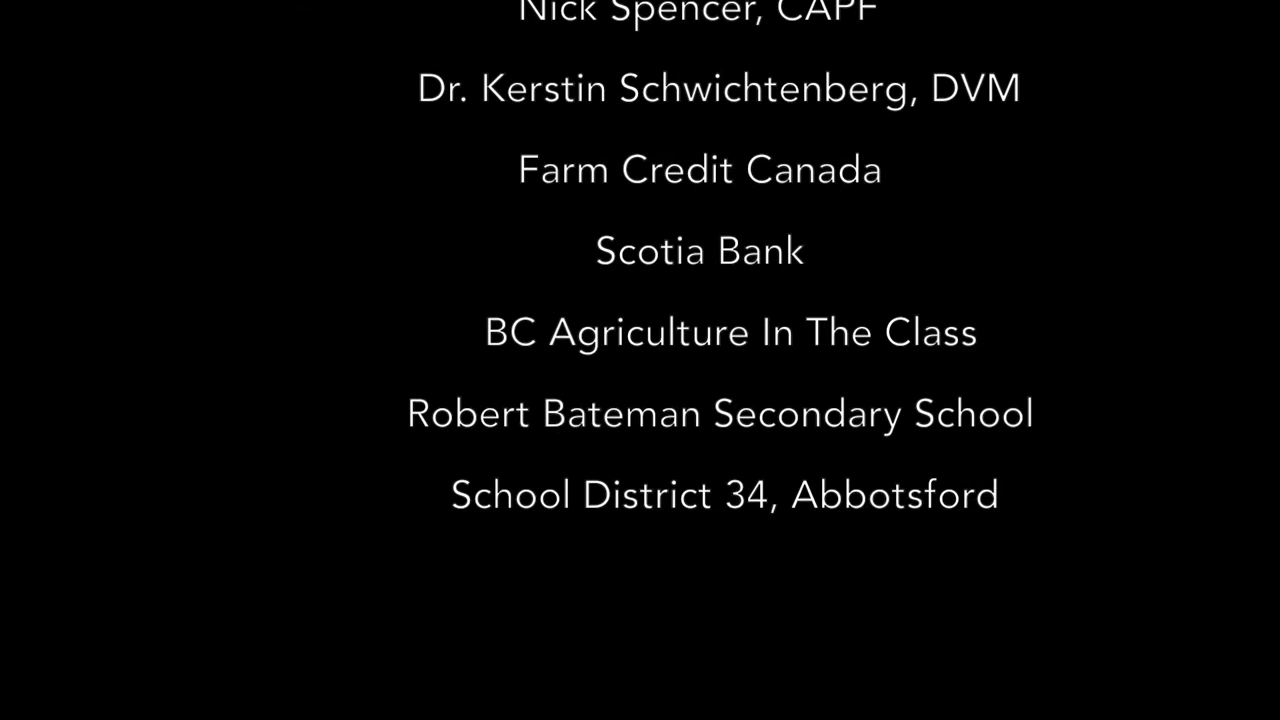 Nick Spencer, CAPF
Dr. Kerstin Schwichtenberg, DVM
Farm Credit Canada
Scotia Bank
BC Agriculture In The Class
Robert Bateman Secondary School
School District 34, Abbotsford